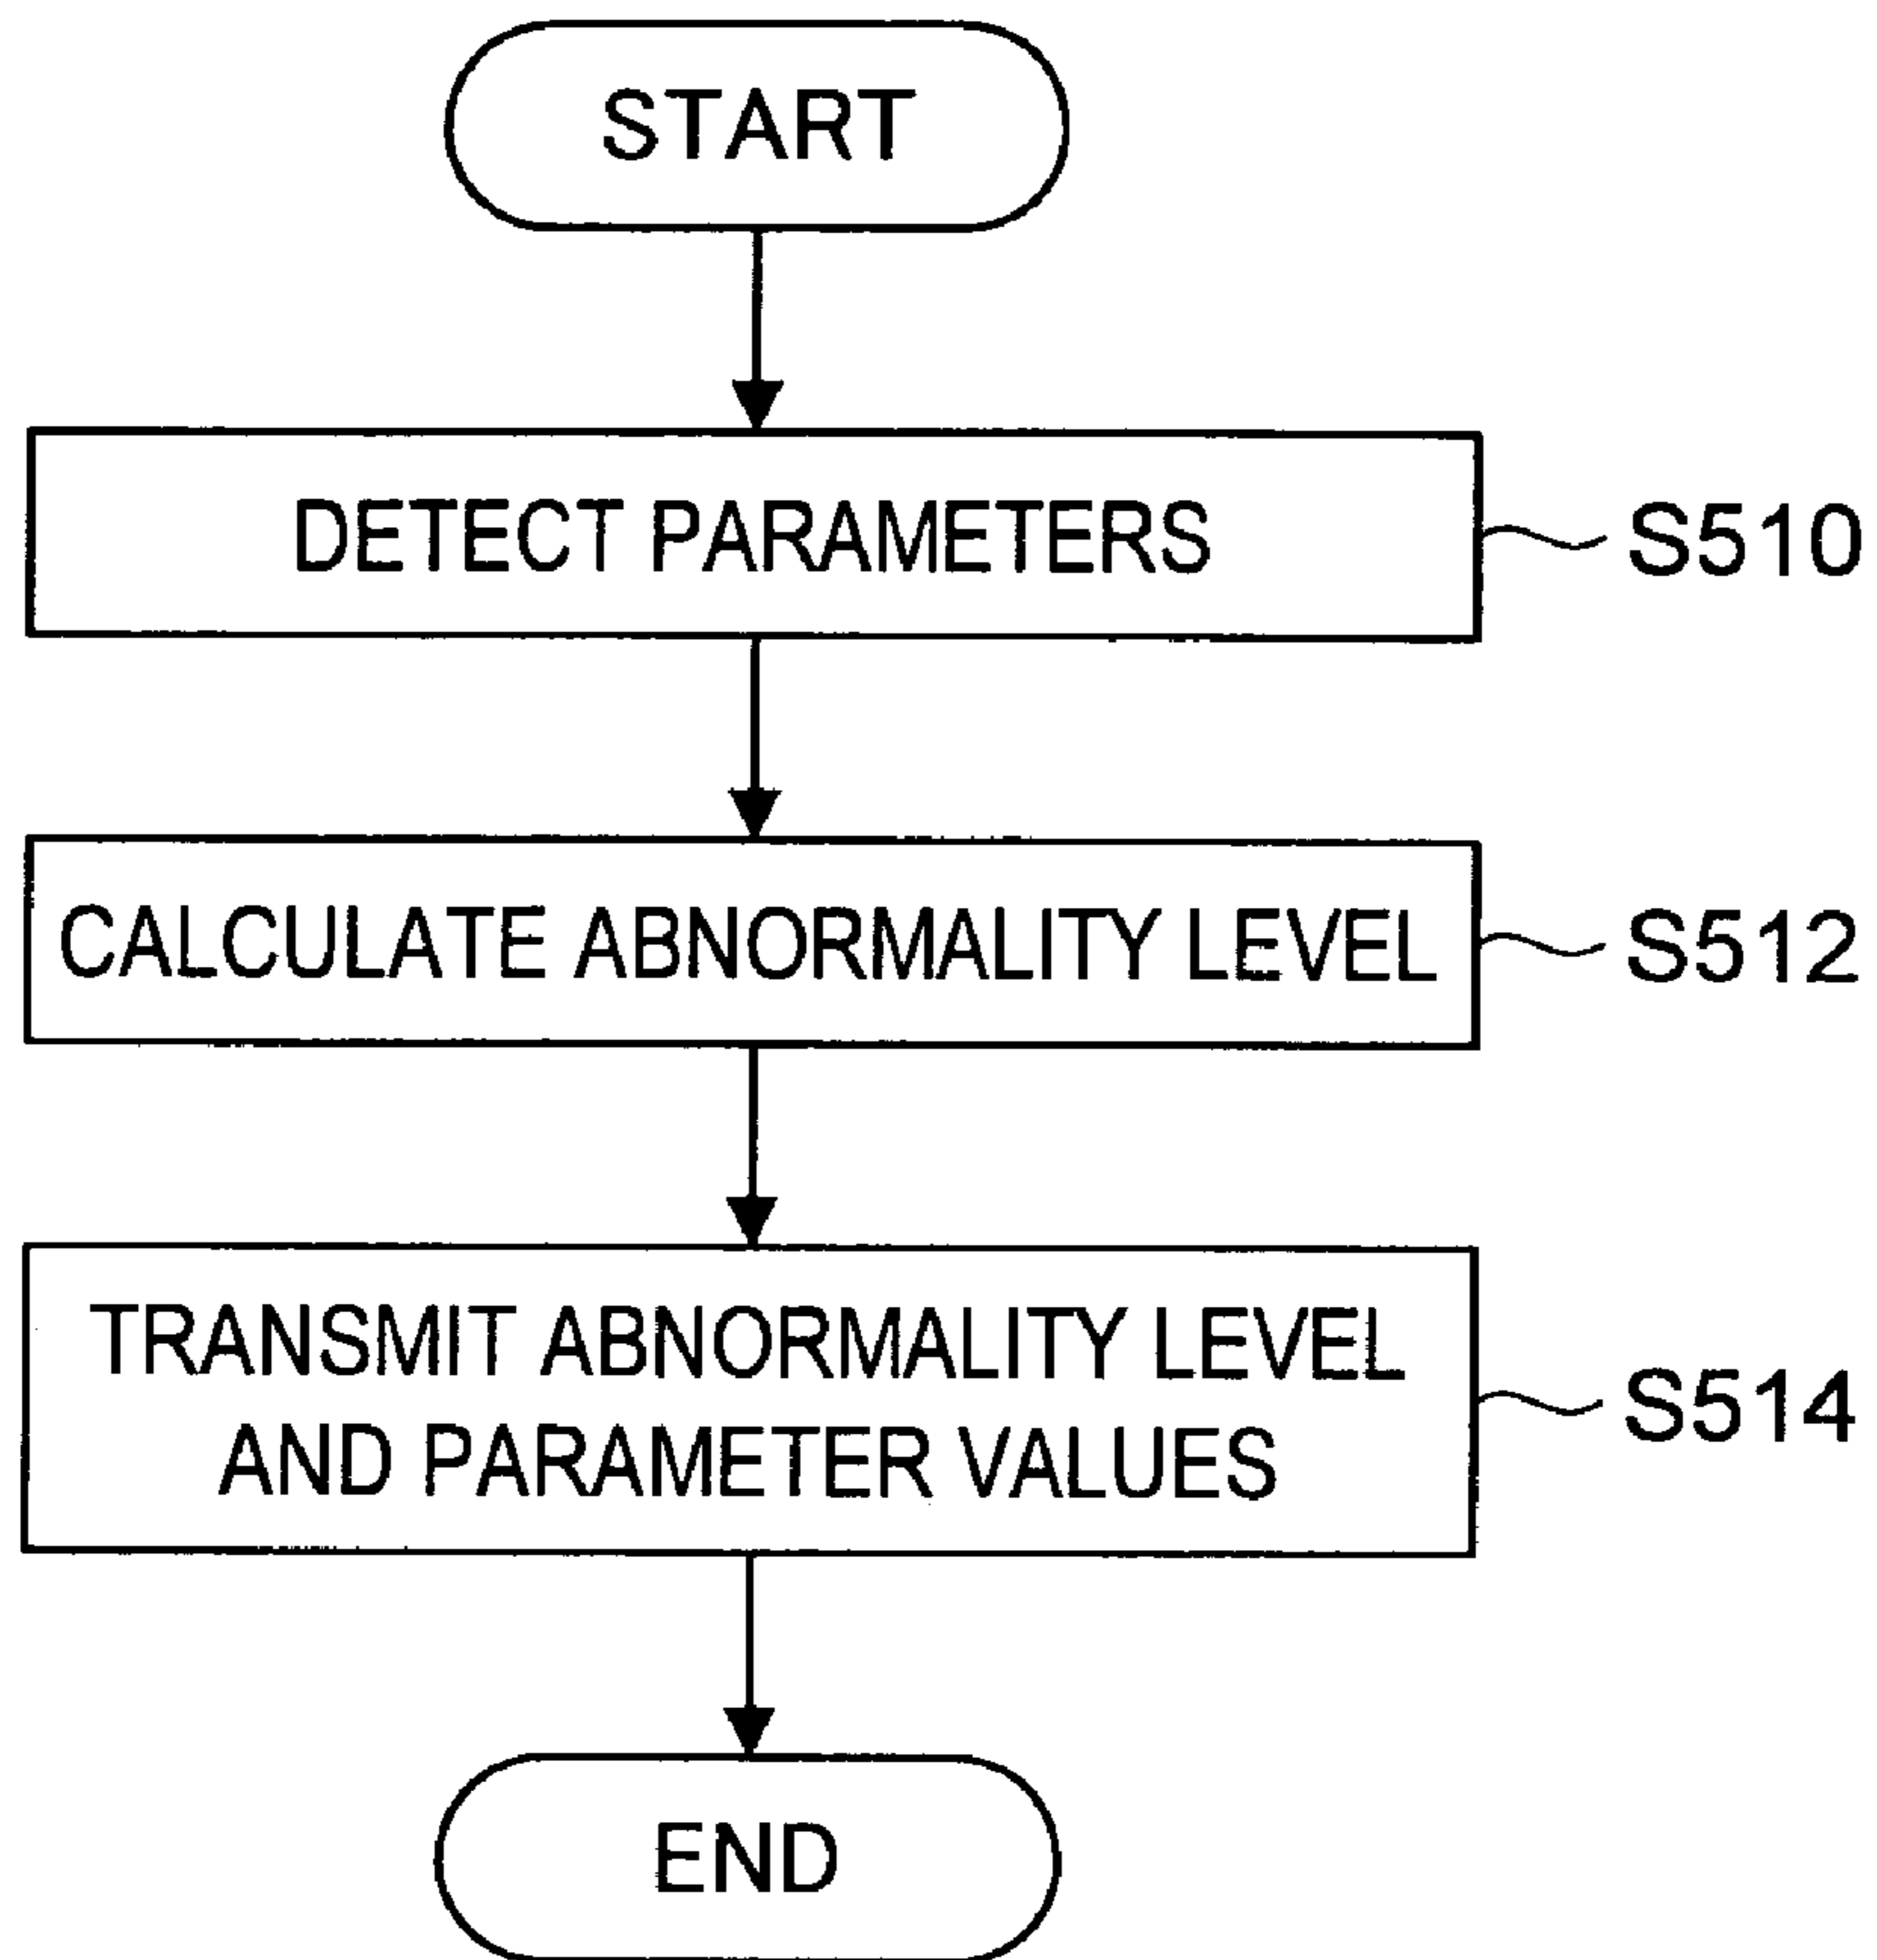 START
DETECT PARAMETERS
S510
CALCULATE ABNORMALITY LEVEL
S512
TRANSMIT ABNORMALITY LEVEL
AND PARAMETER VALUES
S514
END